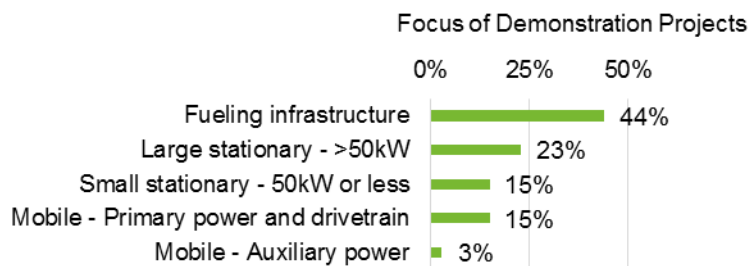 Focus of Demonstration Projects
0% 25% 50%
Fueling infrastructure 44%
Large stationary - >50kW 23%
Small stationary - 50kW or less 15%
Mobile - Primary power and drivetrain 15%
Mobile - Auxiliary power 3%